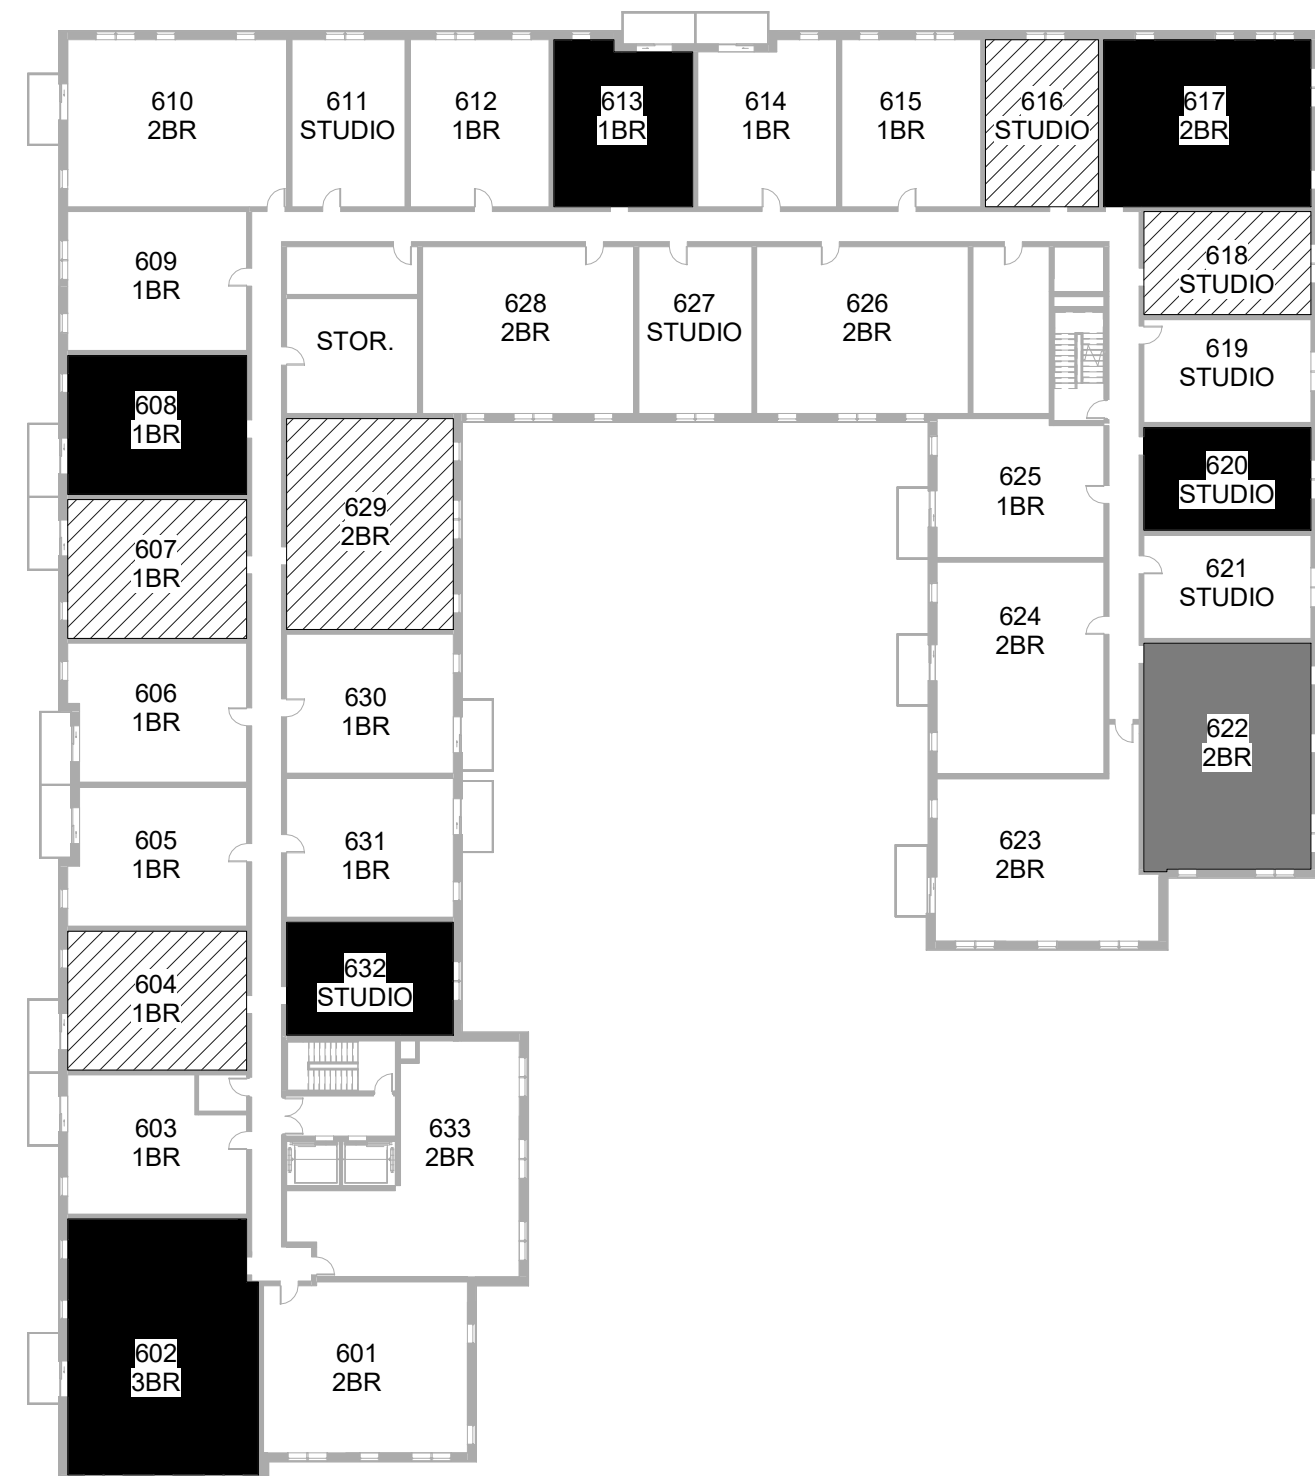 610
2BR
611
STUDIO
612
1BR
613
1BR
614
1BR
615
1BR
616
STUDIO
617
2BR
609
1BR
618
STUDIO
628
2BR
627
STUDIO
626
2BR
STOR.
619
STUDIO
608
1BR
620
STUDIO
625
1BR
629
2BR
607
1BR
621
STUDIO
624
2BR
606
1BR
630
1BR
622
2BR
605
1BR
631
1BR
623
2BR
604
1BR
632
STUDIO
603
1BR
633
2BR
602
3BR
601
2BR